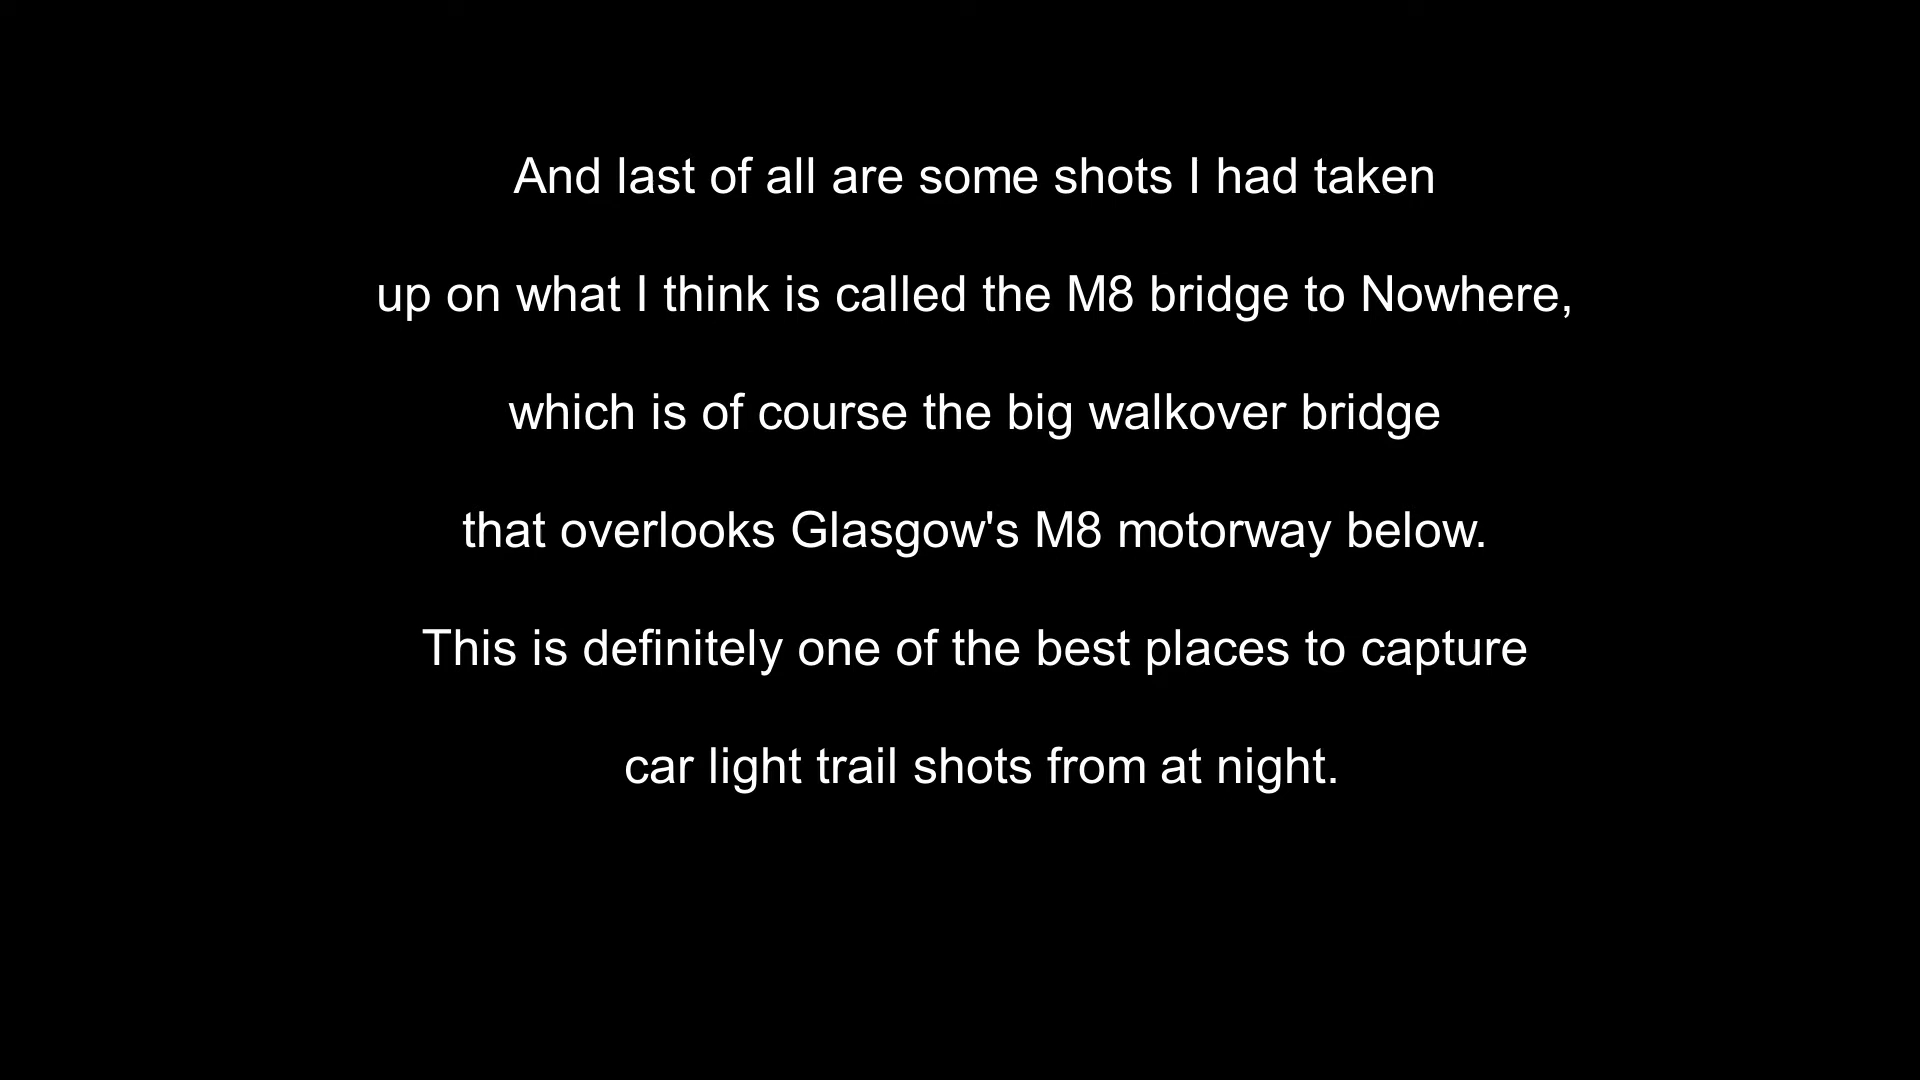 And last of all are some shots I had taken
up on what I think is called the M8 bridge to Nowhere,
which is of course the big walkover bridge
that overlooks Glasgow's M8 motorway below.
This is definitely one of the best places to capture
car light trail shots from at night.